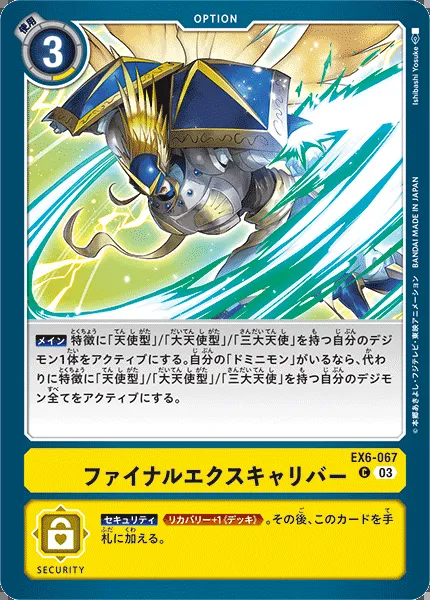 使用
3
OPTION
Ishibashi Yosuke
©本郷あきよし・フジテレビ・東映アニメーション BANDAI MADE IN JAPAN
メイン 特徴に「天使型」/「大天使型」/「三大天使」を持つ自分のデジ
モン1体をアクティブにする。自分の「ドミニモン」がいるなら、代わ
りに特徴に「天使型」/「大天使型」/「三大天使」を持つ自分のデジ
モン全てをアクティブにする。
EX6-067
ファイナルエクスキャリバー C 03
セキュリティ リカバリー+1《デッキ》。その後、このカードを手
札に加える。
SECURITY